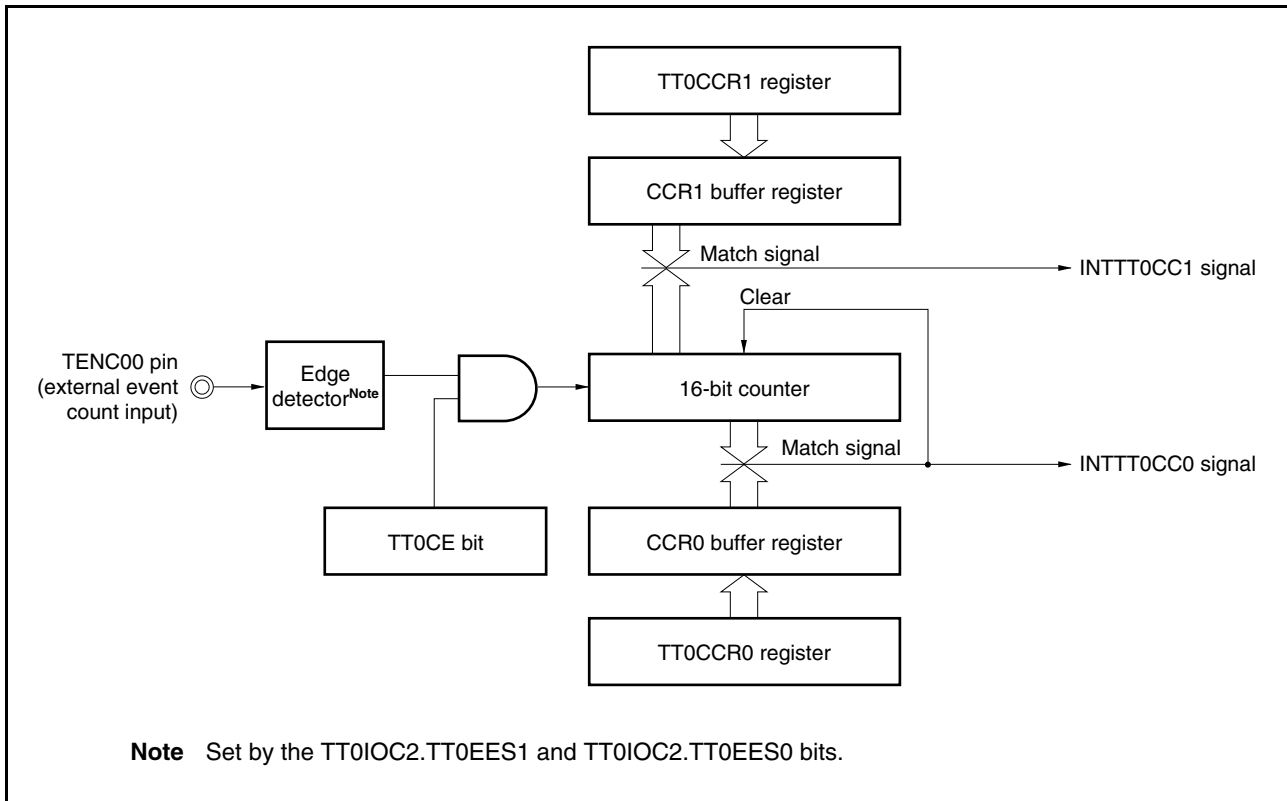 TT0CCR1 register
CCR1 buffer register
Match signal
INTTT0CC1 signal
Clear
TENC00 pin
(external event
count input)
Edge
detectorNote
16-bit counter
Match signal
INTTT0CC0 signal
TT0CE bit
CCR0 buffer register
TT0CCR0 register
Note Set by the TT0IOC2.TT0EES1 and TT0IOC2.TT0EES0 bits.